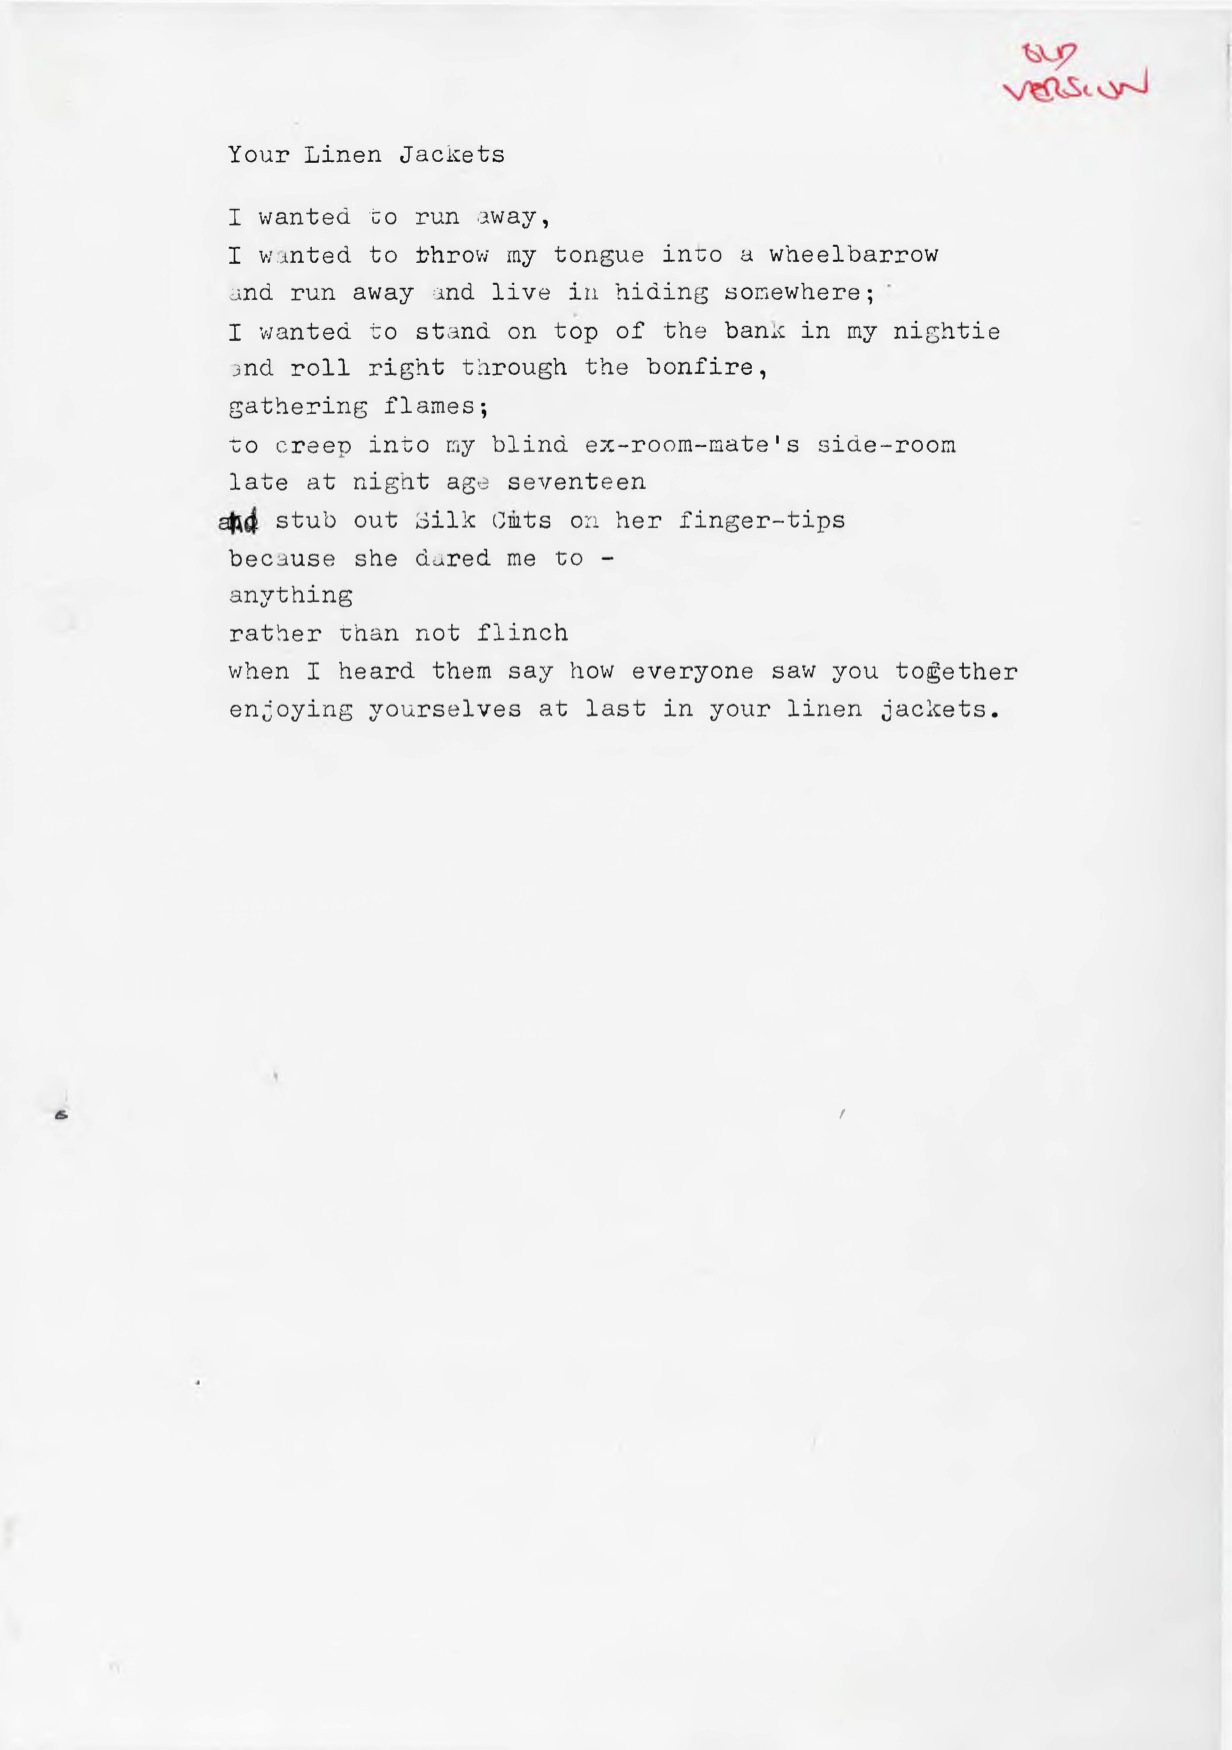 OLD
VERSION
Your Linen Jackets
I wanted to run away,
I wanted to throw my tongue into a wheelbarrow
and run away and live in hiding somewhere;
I wanted to stand on top of the bank in my nightie
and roll right through the bonfire,
gathering flames;
to creep into my blind ex-room-mate's side-room
late at night age seventeen
and stub out Silk Cuts on her finger-tips
because she dared me to -
anything
rather than not flinch
when I heard them say how everyone saw you together
enjoying yourselves at last in your linen jackets.